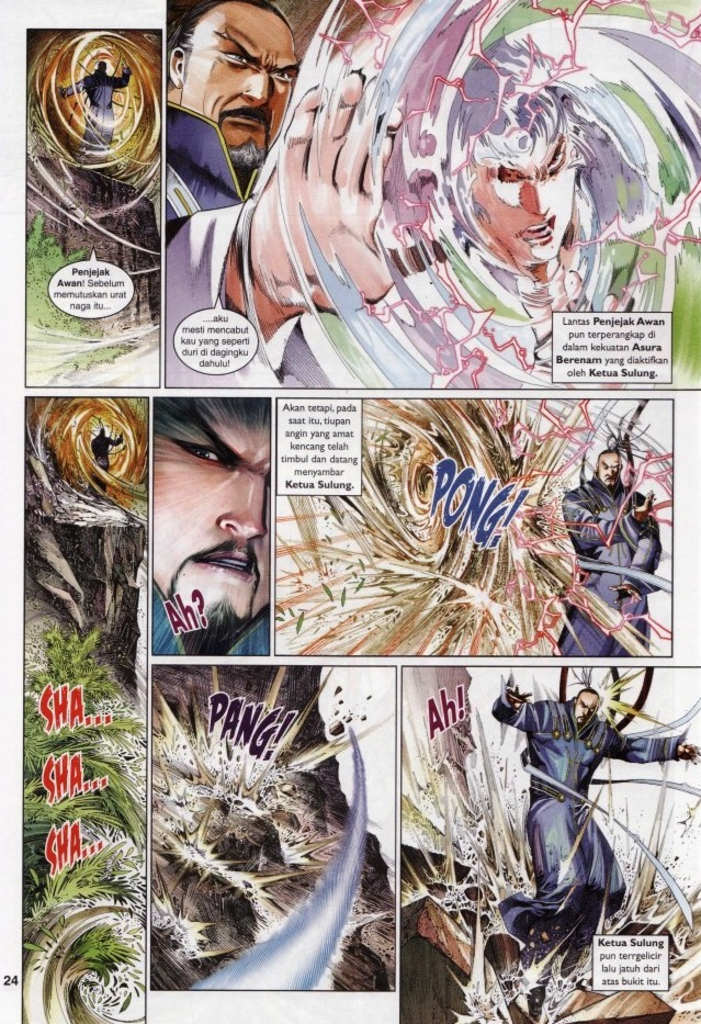 Penjejak
Awan! Sebelum
memutuskan urat
naga itu...
....aku
mesti mencabut
kau yang seperti
duri di dagingku
dahulu!
Lantas Penjejak Awan
pun terperangkap di
dalam kekuatan Asura
Berenam yang diaktifkan
oleh Ketua Sulung.
SHA...
SHA...
SHA...
Ah?
Akan tetapi, pada
saat itu, tiupan
angin yang amat
kencang telah
timbul dan datang
menyambar
Ketua Sulung.
PONG!
PANG!
Ah!
Ketua Sulung
pun terrgelicir
lalu jatuh dari
atas bukit itu.
24